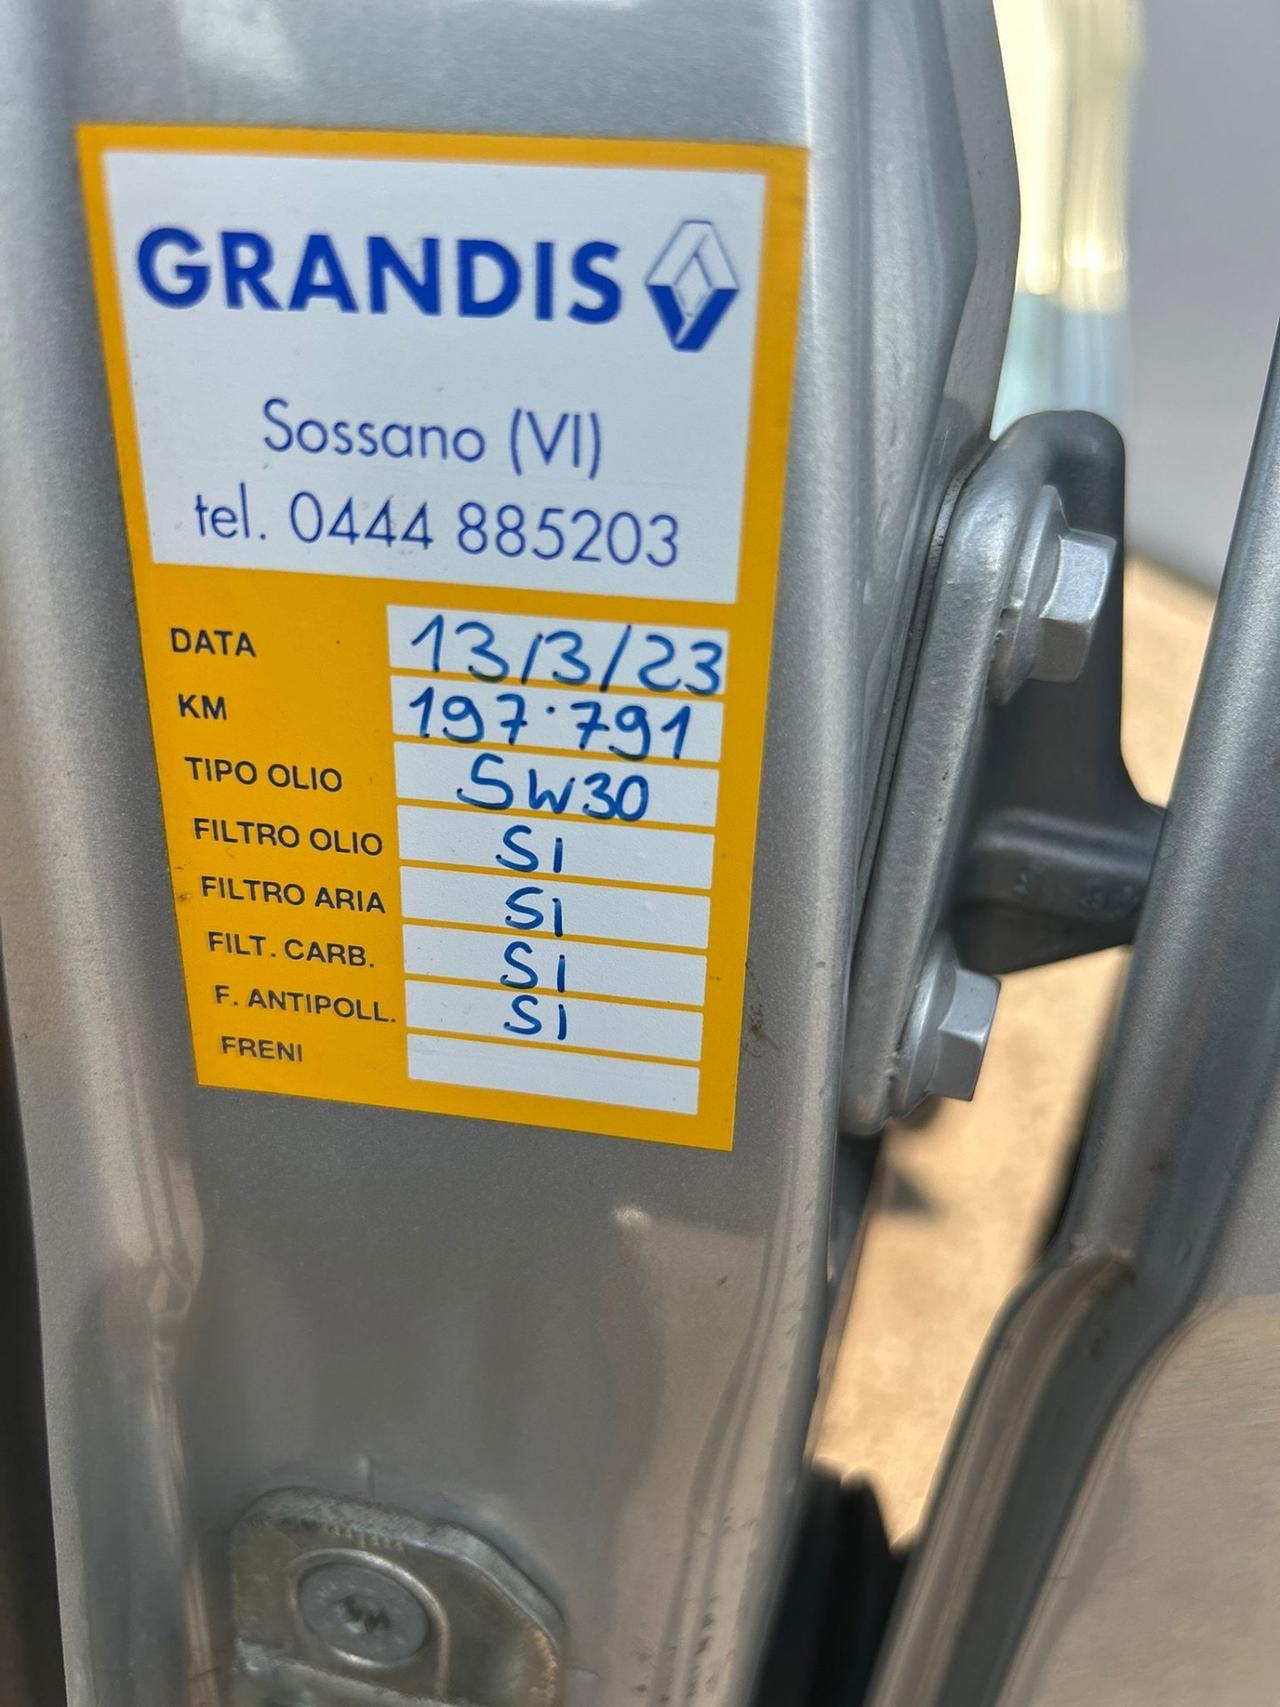 GRANDIS
Sossano (VI)
tel. 0444 885203
DATA 13/3/23
KM 197.791
TIPO OLIO 5W30
FILTRO OLIO SI
FILTRO ARIA SI
FILT. CARB. SI
F. ANTIPOLL. SI
FRENI